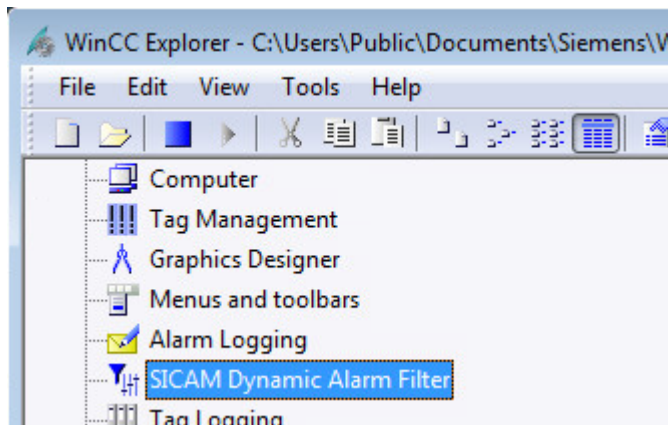 WinCC Explorer - C:\Users\Public\Documents\Siemens\W
File Edit View Tools Help
Computer
Tag Management
Graphics Designer
Menus and toolbars
Alarm Logging
SICAM Dynamic Alarm Filter
Tag Logging